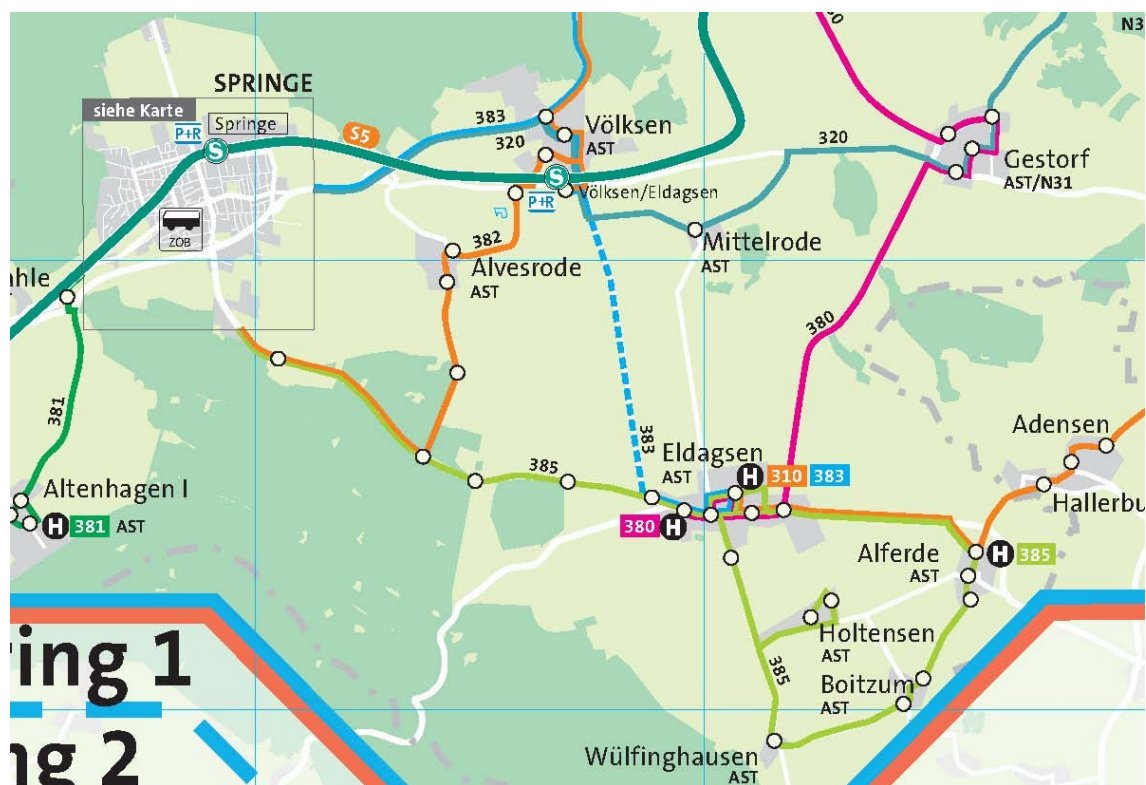 N3
SPRINGE
siehe Karte
Springe
P+R
S
S5
383
320
Völksen
AST
S
P+R
Völksen/Eldagsen
320
Gestorf
AST/N31
ZOB
382
Alvesrode
AST
Mittelrode
AST
380
381
383
Eldagsen
AST
385
H 310 383
380 H
Adensen
Hallerbu
Altenhagen I
H 381 AST
Alferde
AST
H 385
Holtensen
AST
385
Boitzum
AST
Wülfinghausen
AST
ring 1
ng 2